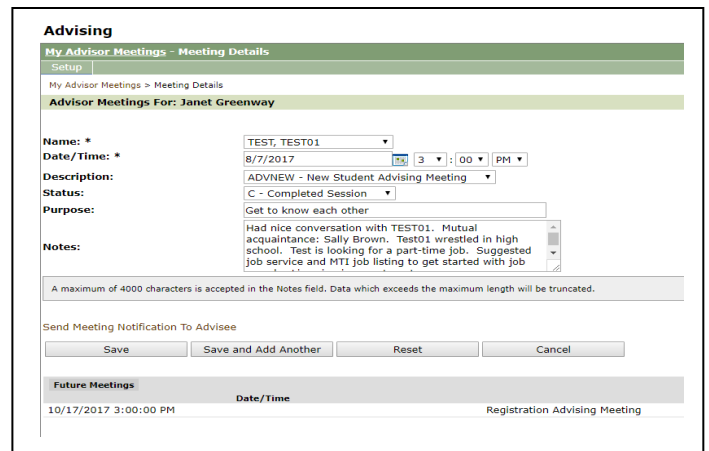 Advising
My Advisor Meetings - Meeting Details
Setup
My Advisor Meetings > Meeting Details
Advisor Meetings For: Janet Greenway
Name: * TEST, TEST01
Date/Time: * 8/7/2017 3 : 00 PM
Description: ADVNEW - New Student Advising Meeting
Status: C - Completed Session
Purpose: Get to know each other
Notes: Had nice conversation with TEST01. Mutual
acquaintance: Sally Brown. Test01 wrestled in high
school. Test is looking for a part-time job. Suggested
job service and MTI job listing to get started with job
A maximum of 4000 characters is accepted in the Notes field. Data which exceeds the maximum length will be truncated.
Send Meeting Notification To Advisee
Save Save and Add Another Reset Cancel
Future Meetings
Date/Time
10/17/2017 3:00:00 PM Registration Advising Meeting